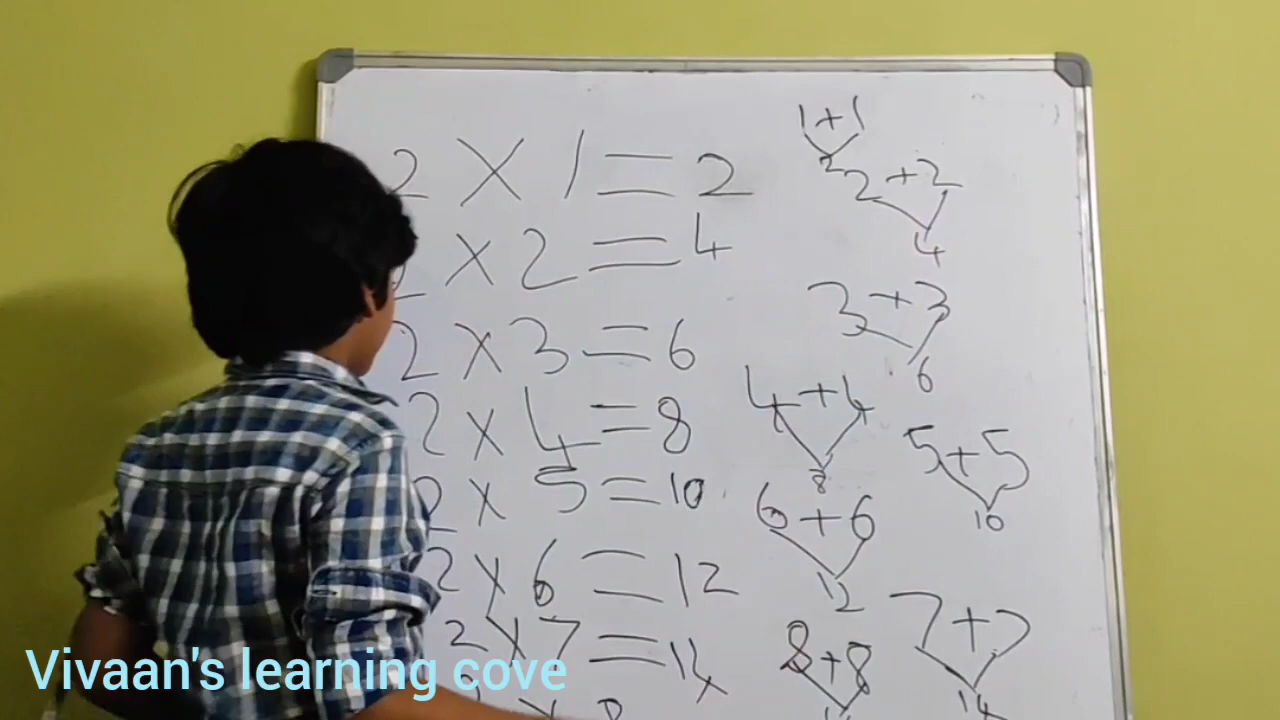 2 × 1 = 2
2 × 2 = 4
2 × 3 = 6
2 × 4 = 8
2 × 5 = 10
2 × 6 = 12
2 × 7 = 14
× 8
1 + 1
2
2 + 2
4
3 + 3
6
4 + 4
8
5 + 5
10
6 + 6
12
7 + 7
14
8 + 8
Vivaan's learning cove